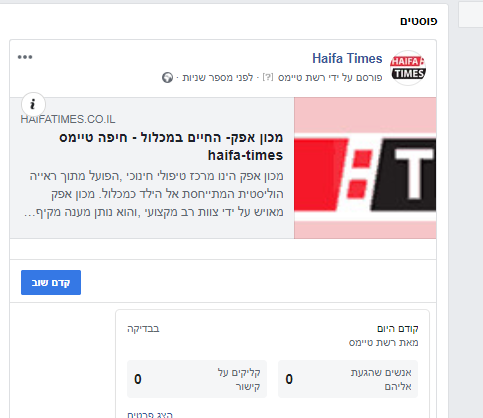 פוסטים
Haifa Times
HAIFA
TIMES
פורסם על ידי רשת טיימס [?] · לפני מספר שניות ·
HAIFATIMES.CO.IL
מכון אפק- החיים במכלול - חיפה טיימס
haifa-times
מכון אפק הינו מרכז טיפולי חינוכי ,הפועל מתוך ראייה
הוליסטית המתייחסת אל הילד כמכלול. מכון אפק
מאויש על ידי צוות רב מקצועי ,והוא נותן מענה מקיף...
:T
קדם שוב
קודם היום
בבדיקה
מאת רשת טיימס
אנשים שהגעת
אליהם
0
קליקים על
קישור
0
הצג פרטים